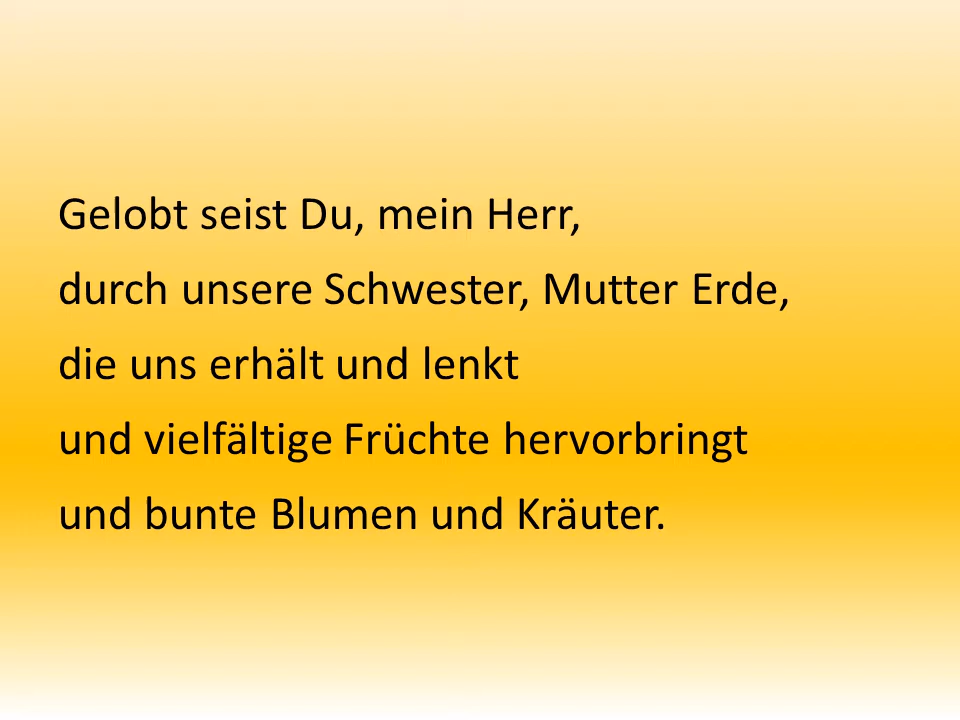 Gelobt seist Du, mein Herr,
durch unsere Schwester, Mutter Erde,
die uns erhält und lenkt
und vielfältige Früchte hervorbringt
und bunte Blumen und Kräuter.